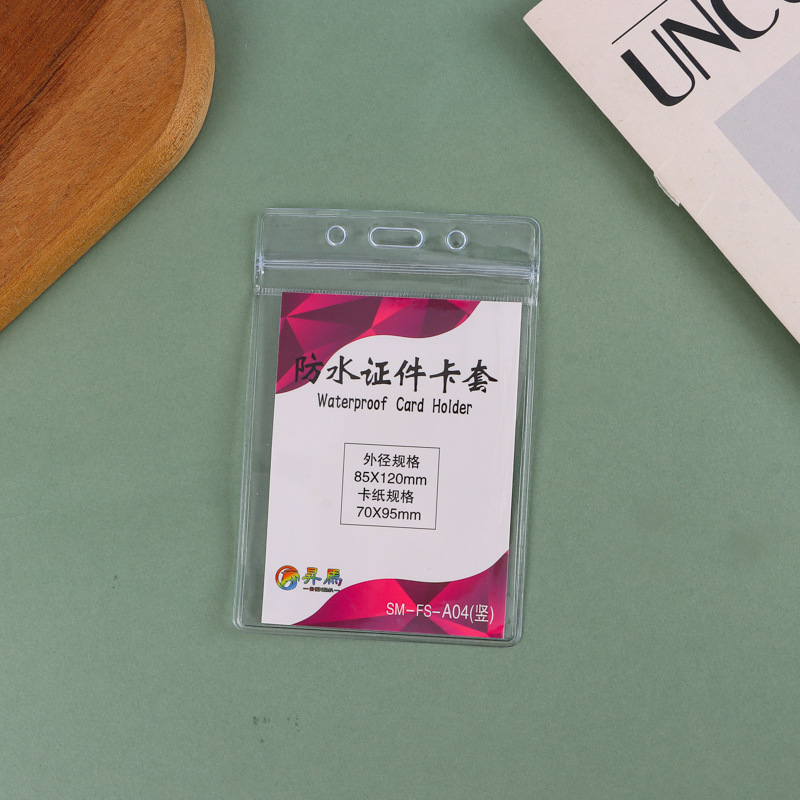 UNC
防水证件卡套
Waterproof Card Holder
外径规格
85X120mm
卡纸规格
70X95mm
昇馬
SM-FS-A04(竖)